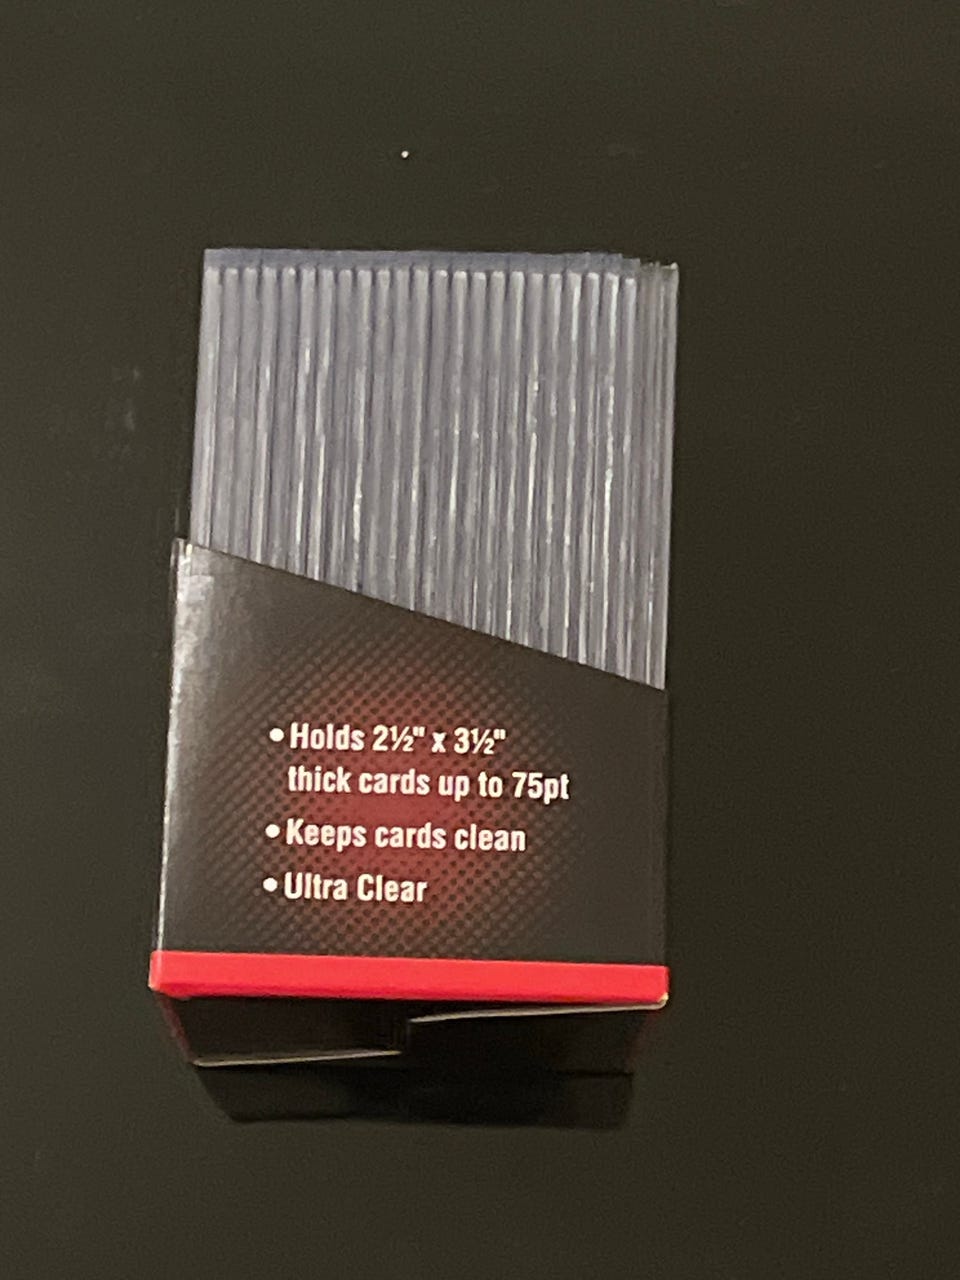 •Holds 2½" x 3½"
thick cards up to 75pt
•Keeps cards clean
•Ultra Clear